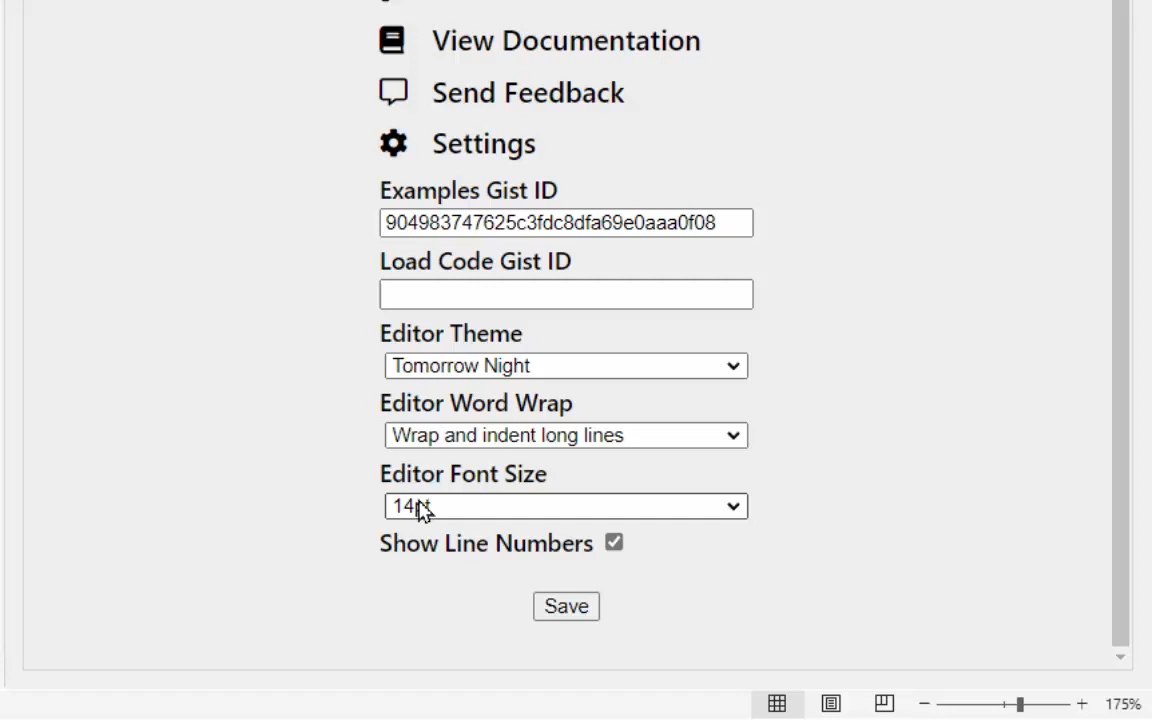 View Documentation
Send Feedback
Settings
Examples Gist ID
904983747625c3fdc8dfa69e0aaa0f08
Load Code Gist ID
Editor Theme
Tomorrow Night
Editor Word Wrap
Wrap and indent long lines
Editor Font Size
14pt
Show Line Numbers
Save
175%